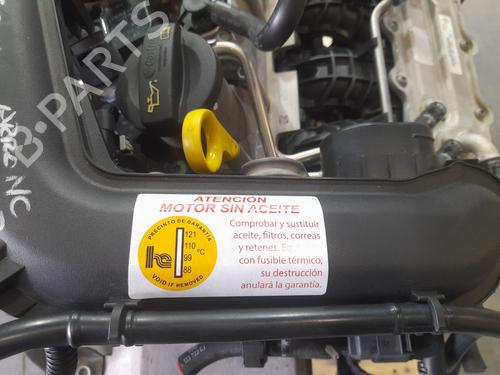 B-PARTS
ATENCIÓN
MOTOR SIN ACEITE
Comprobar y sustituir
aceite, filtros, correas
y retenes.
con fusible térmico,
su destrucción
anulará la garantía.
PRECINTO DE GARANTIA
121
110
99
88
°C
VOID IF REMOVED